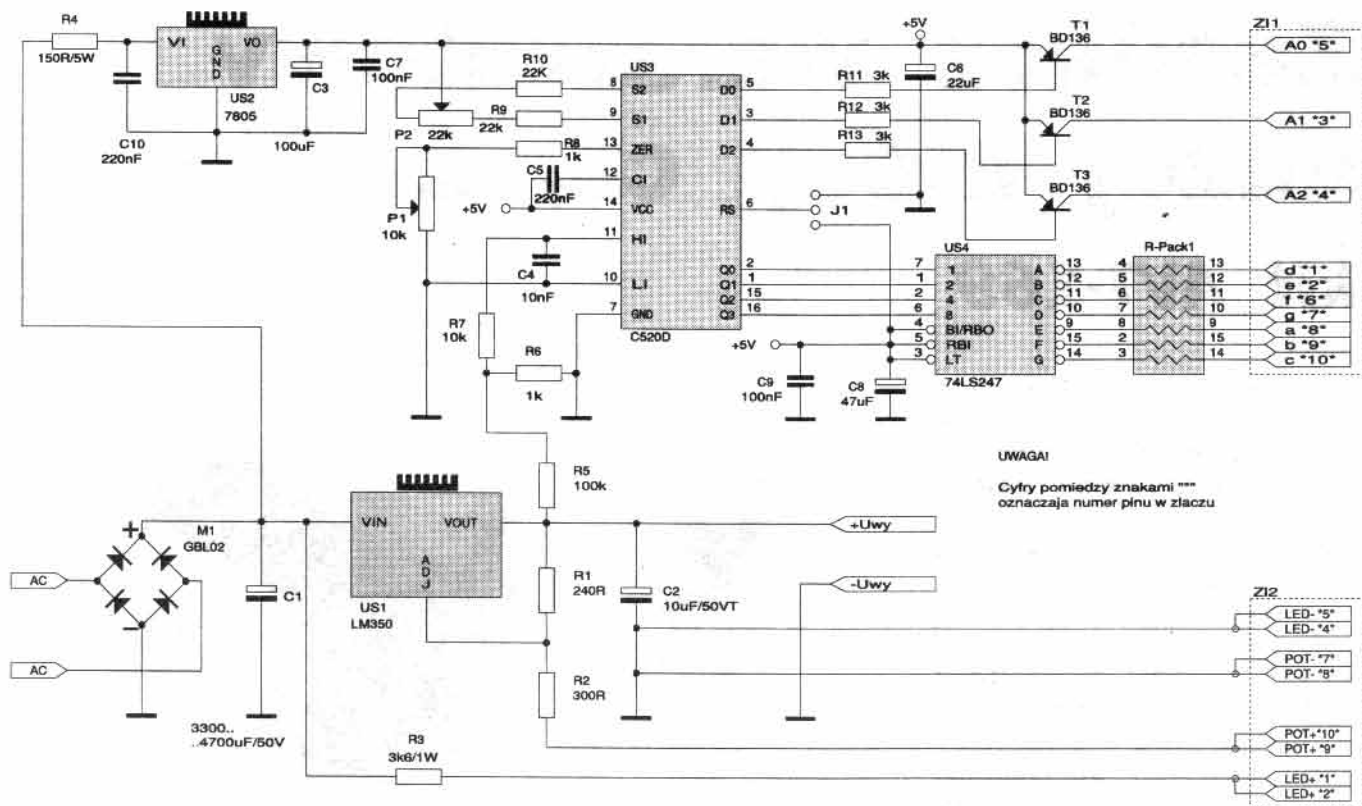 R4
150R/5W
VI
GND
VO
US2
7805
C10
220nF
C3
100uF
C7
100nF
R10
22K
P2
22k
R9
22k
R8
1k
C5
220nF
+5V
P1
10k
C4
10nF
R7
10k
R6
1k
US3
8 S2
9 S1
13 ZER
12 CI
14 VCC
11 HI
10 LI
7 GND
D0 5
D1 3
D2 4
RS 6
Q0 2
Q1 1
Q2 15
Q3 16
C520D
+5V
C6
22uF
R11 3k
R12 3k
R13 3k
J1
T1
BD136
T2
BD136
T3
BD136
ZI1
A0 "5"
A1 "3"
A2 "4"
US4
7 1
1 2
2 4
6 8
4 BI/RBO
5 RBI
3 LT
A 13
B 12
C 11
D 10
E 9
F 15
G 14
74LS247
+5V
C9
100nF
C8
47uF
R-Pack1
4 13
5 12
6 11
7 10
8 9
2 15
3 14
d "1"
e "2"
f "6"
g "7"
a "8"
b "9"
c "10"
UWAGA!
Cyfry pomiedzy znakami """
oznaczaja numer pinu w zlaczu
R5
100k
M1
GBL02
AC
AC
+
−
C1
3300..
..4700uF/50V
VIN
VOUT
ADJ
US1
LM350
R1
240R
R2
300R
C2
10uF/50VT
R3
3k6/1W
+Uwy
-Uwy
ZI2
LED- "5"
LED- "4"
POT- "7"
POT- "8"
POT+"10"
POT+ "9"
LED+ "1"
LED+ "2"